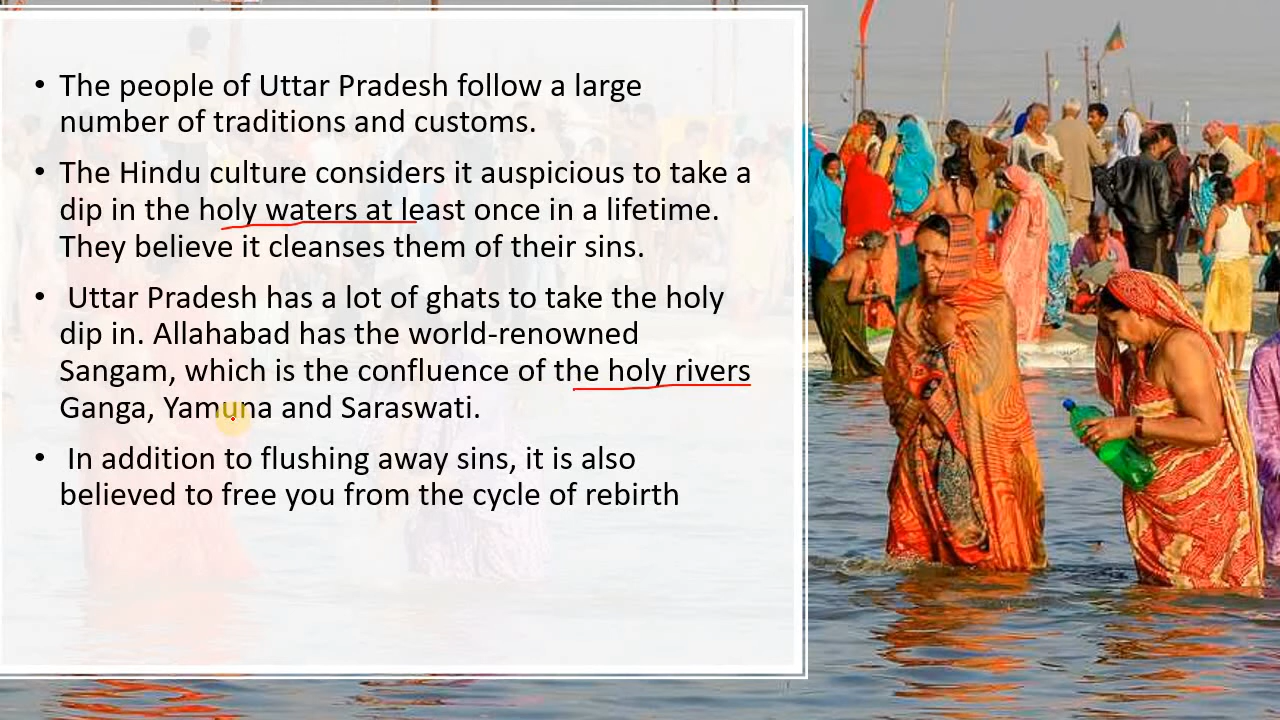 • The people of Uttar Pradesh follow a large
number of traditions and customs.
• The Hindu culture considers it auspicious to take a
dip in the holy waters at least once in a lifetime.
They believe it cleanses them of their sins.
• Uttar Pradesh has a lot of ghats to take the holy
dip in. Allahabad has the world-renowned
Sangam, which is the confluence of the holy rivers
Ganga, Yamuna and Saraswati.
• In addition to flushing away sins, it is also
believed to free you from the cycle of rebirth